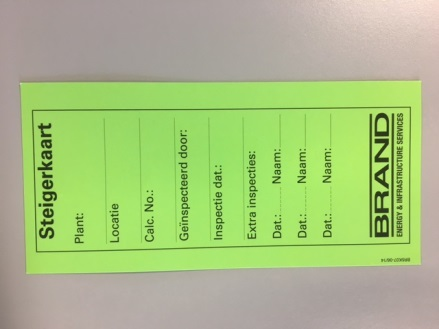 Steigerkaart
Plant:
Locatie
Calc. No.:
Geïnspecteerd door:
Inspectie dat.:
Extra inspecties:
Dat.: ........ Naam:
Dat.: ........ Naam:
Dat.: ........ Naam:
BRAND
ENERGY & INFRASTRUCTURE SERVICES